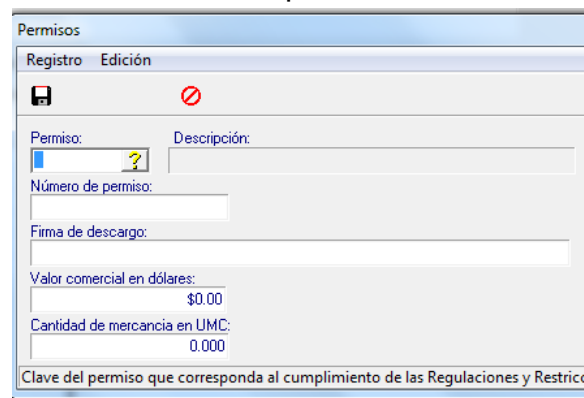 Permisos
Registro Edición
Permiso: Descripción:
?
Número de permiso:
Firma de descargo:
Valor comercial en dólares:
$0.00
Cantidad de mercancia en UMC:
0.000
Clave del permiso que corresponda al cumplimiento de las Regulaciones y